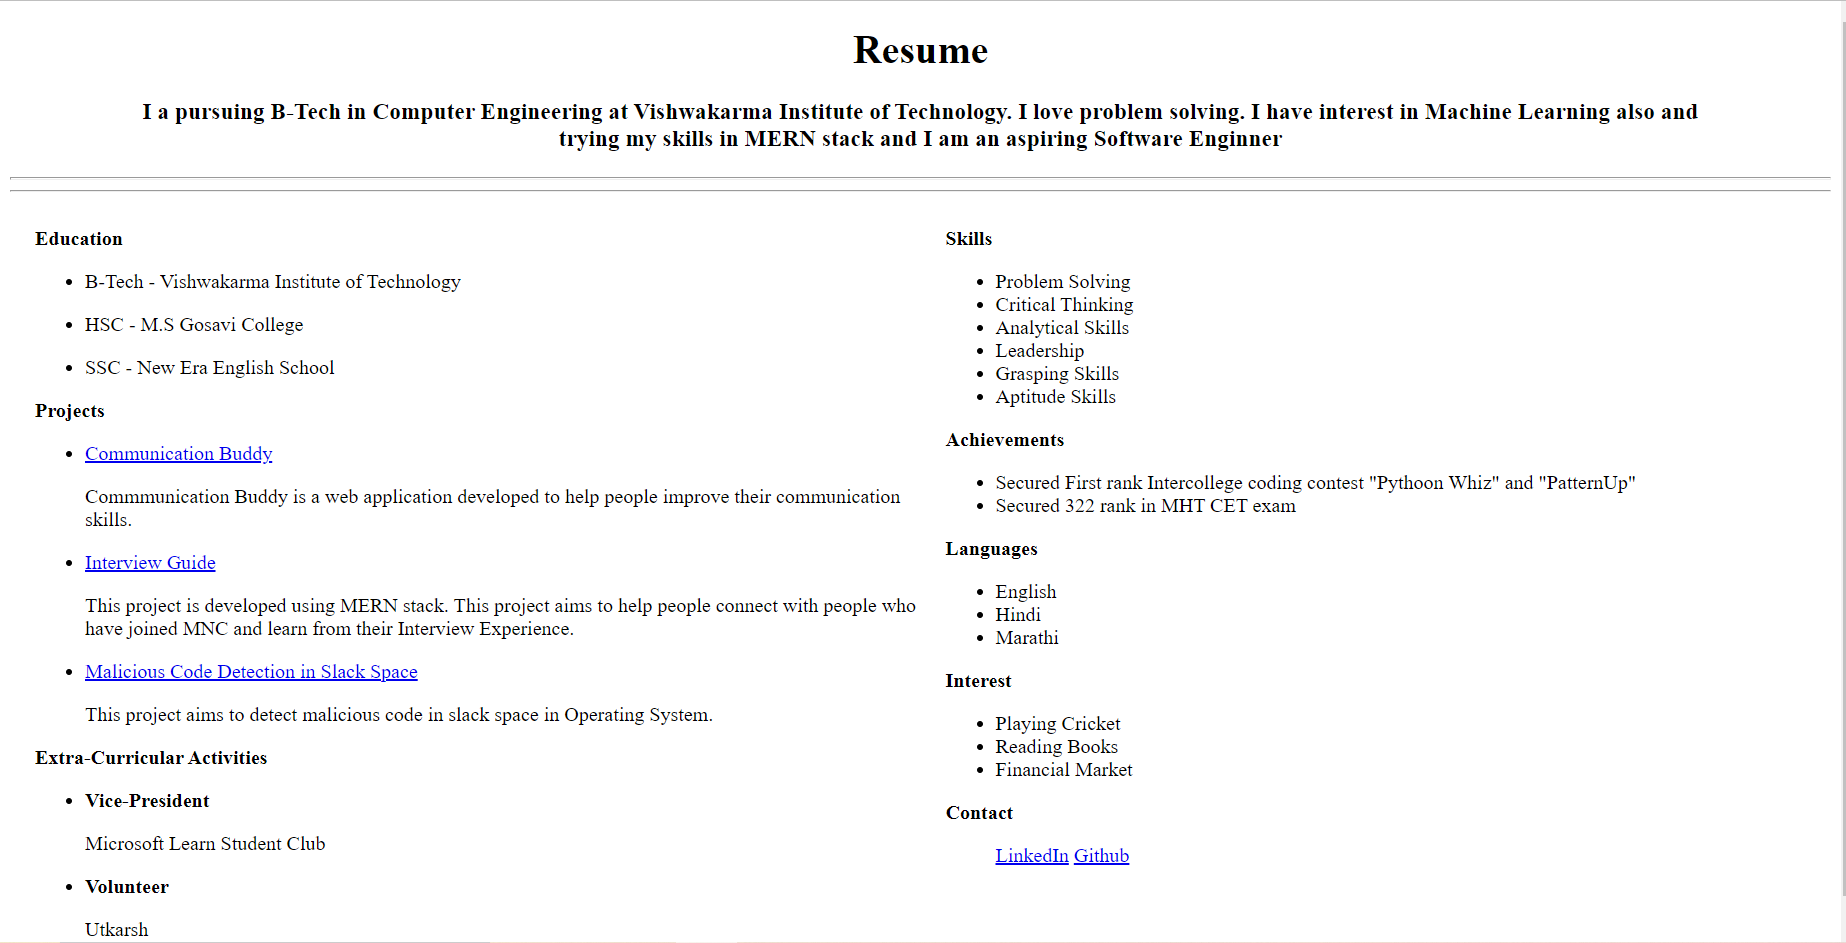 Resume
I a pursuing B-Tech in Computer Engineering at Vishwakarma Institute of Technology. I love problem solving. I have interest in Machine Learning also and
trying my skills in MERN stack and I am an aspiring Software Enginner
Education
B-Tech - Vishwakarma Institute of Technology
HSC - M.S Gosavi College
SSC - New Era English School
Projects
Communication Buddy
Commmunication Buddy is a web application developed to help people improve their communication
skills.
Interview Guide
This project is developed using MERN stack. This project aims to help people connect with people who
have joined MNC and learn from their Interview Experience.
Malicious Code Detection in Slack Space
This project aims to detect malicious code in slack space in Operating System.
Extra-Curricular Activities
Vice-President
Microsoft Learn Student Club
Volunteer
Utkarsh
Skills
Problem Solving
Critical Thinking
Analytical Skills
Leadership
Grasping Skills
Aptitude Skills
Achievements
Secured First rank Intercollege coding contest "Pythoon Whiz" and "PatternUp"
Secured 322 rank in MHT CET exam
Languages
English
Hindi
Marathi
Interest
Playing Cricket
Reading Books
Financial Market
Contact
LinkedIn Github